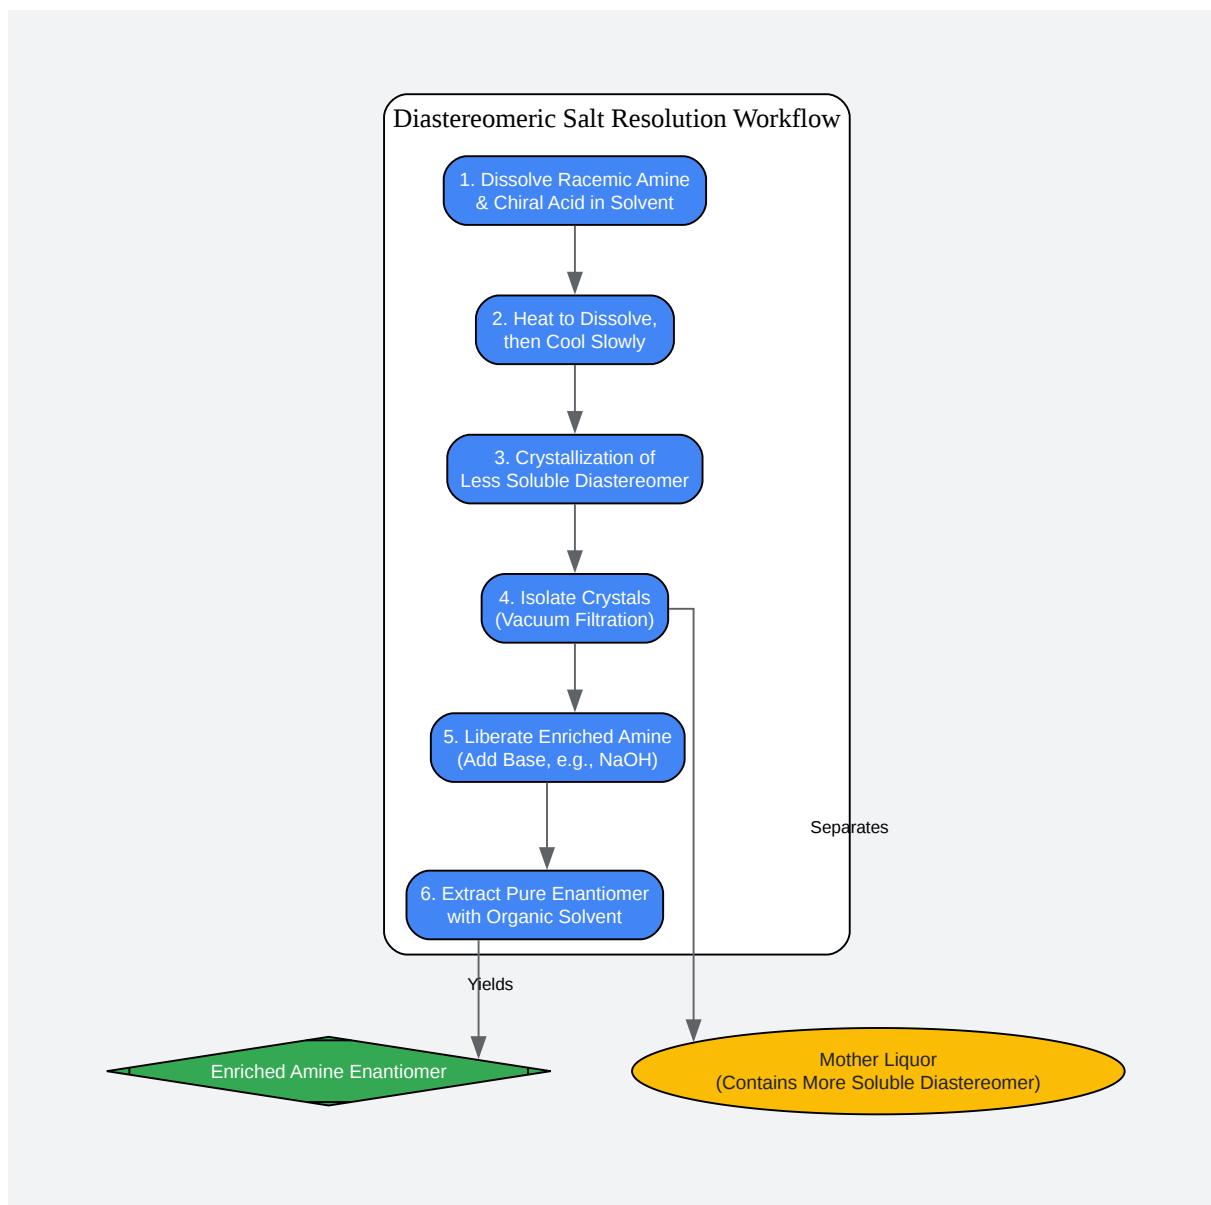 Diastereomeric Salt Resolution Workflow
1. Dissolve Racemic Amine
& Chiral Acid in Solvent
2. Heat to Dissolve,
then Cool Slowly
3. Crystallization of
Less Soluble Diastereomer
4. Isolate Crystals
(Vacuum Filtration)
5. Liberate Enriched Amine
(Add Base, e.g., NaOH)
Separates
6. Extract Pure Enantiomer
with Organic Solvent
Yields
Enriched Amine Enantiomer
Mother Liquor
(Contains More Soluble Diastereomer)